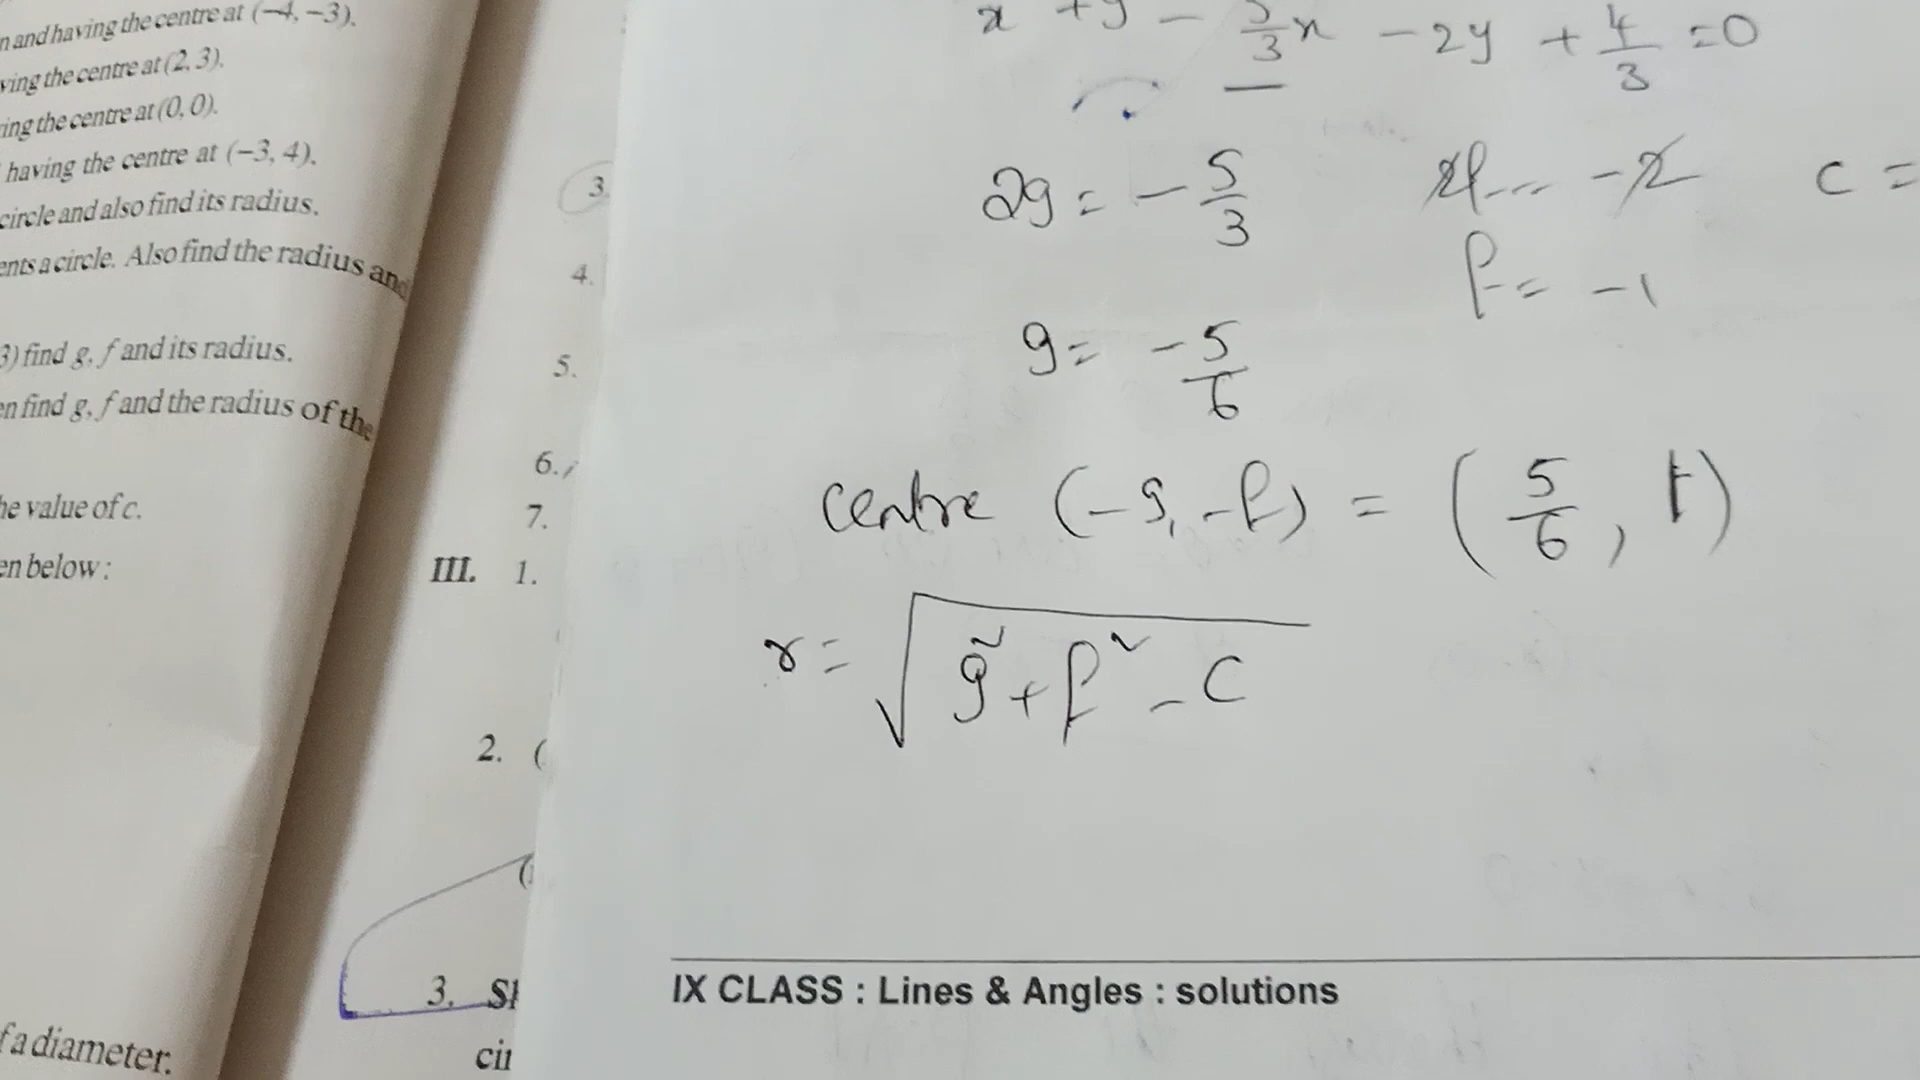 n and having the centre at (−4, −3).
ving the centre at (2, 3).
ing the centre at (0, 0).
having the centre at (−3, 4).
circle and also find its radius.
ents a circle. Also find the radius and
3) find g, f and its radius.
en find g, f and the radius of the
he value of c.
en below :
f a diameter.
3.
4.
5.
6.
7.
III. 1.
2. (
(
3. SI
cir
x + y − 5/3 x − 2y + 4/3 = 0
2g = − 5/3 2f = −2 c =
f = −1
g = − 5/6
centre (−g, −f) = (5/6, 1)
r = √(g² + f² − c)
IX CLASS : Lines & Angles : solutions